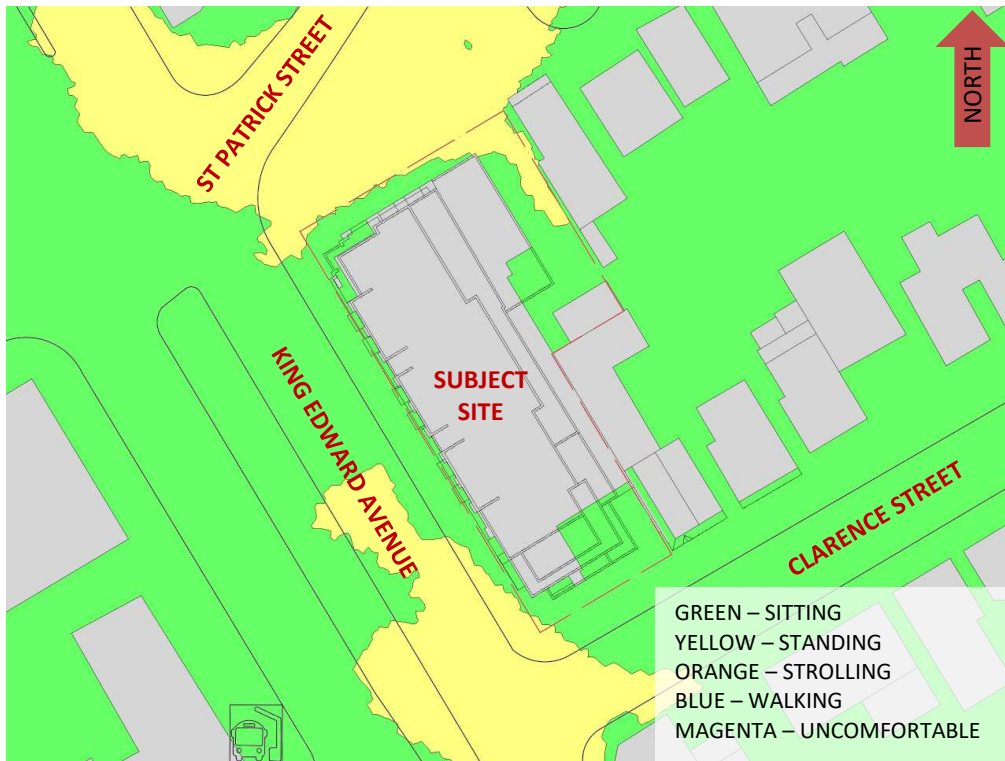 ST PATRICK STREET
NORTH
KING EDWARD AVENUE
SUBJECT
SITE
CLARENCE STREET
GREEN – SITTING
YELLOW – STANDING
ORANGE – STROLLING
BLUE – WALKING
MAGENTA – UNCOMFORTABLE